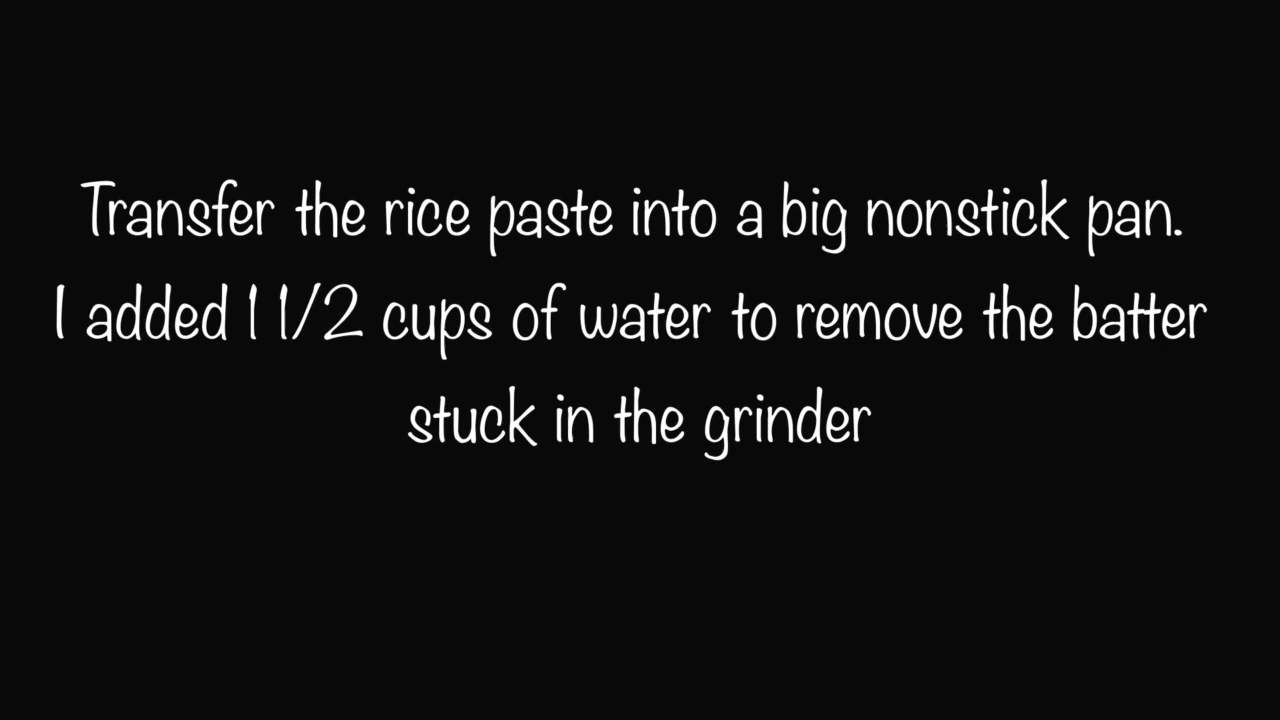 Transfer the rice paste into a big nonstick pan.
I added 1 1/2 cups of water to remove the batter
stuck in the grinder